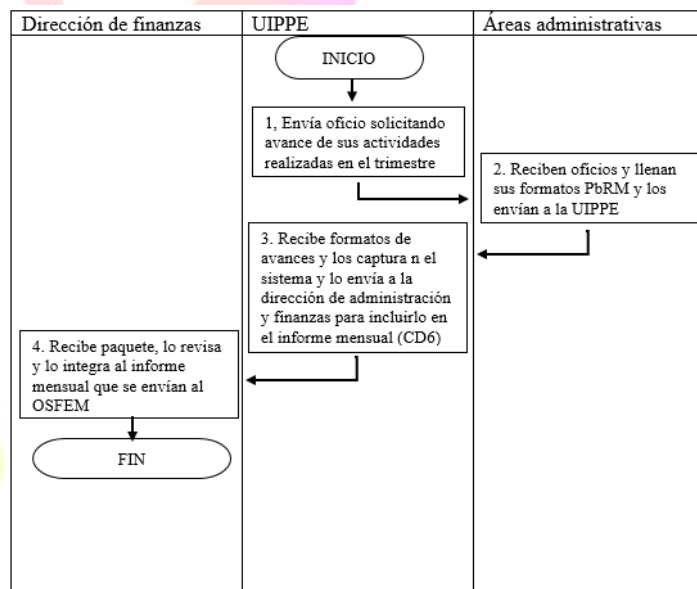 Dirección de finanzas
UIPPE
Áreas administrativas
INICIO
1, Envía oficio solicitando
avance de sus actividades
realizadas en el trimestre
2. Reciben oficios y llenan
sus formatos PbRM y los
envían a la UIPPE
3. Recibe formatos de
avances y los captura n el
sistema y lo envía a la
dirección de administración
y finanzas para incluirlo en
el informe mensual (CD6)
4. Recibe paquete, lo revisa
y lo integra al informe
mensual que se envían al
OSFEM
FIN